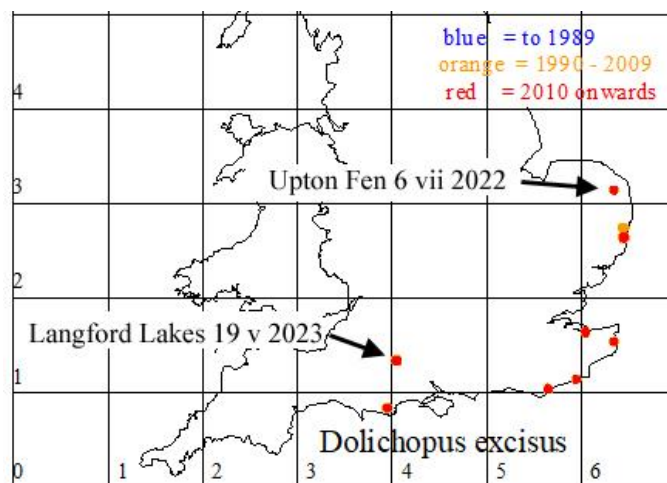 blue = to 1989
orange = 1990 - 2009
red = 2010 onwards
4
Upton Fen 6 vii 2022
3
2
Langford Lakes 19 v 2023
1
Dolichopus excisus
0 1 2 3 4 5 6